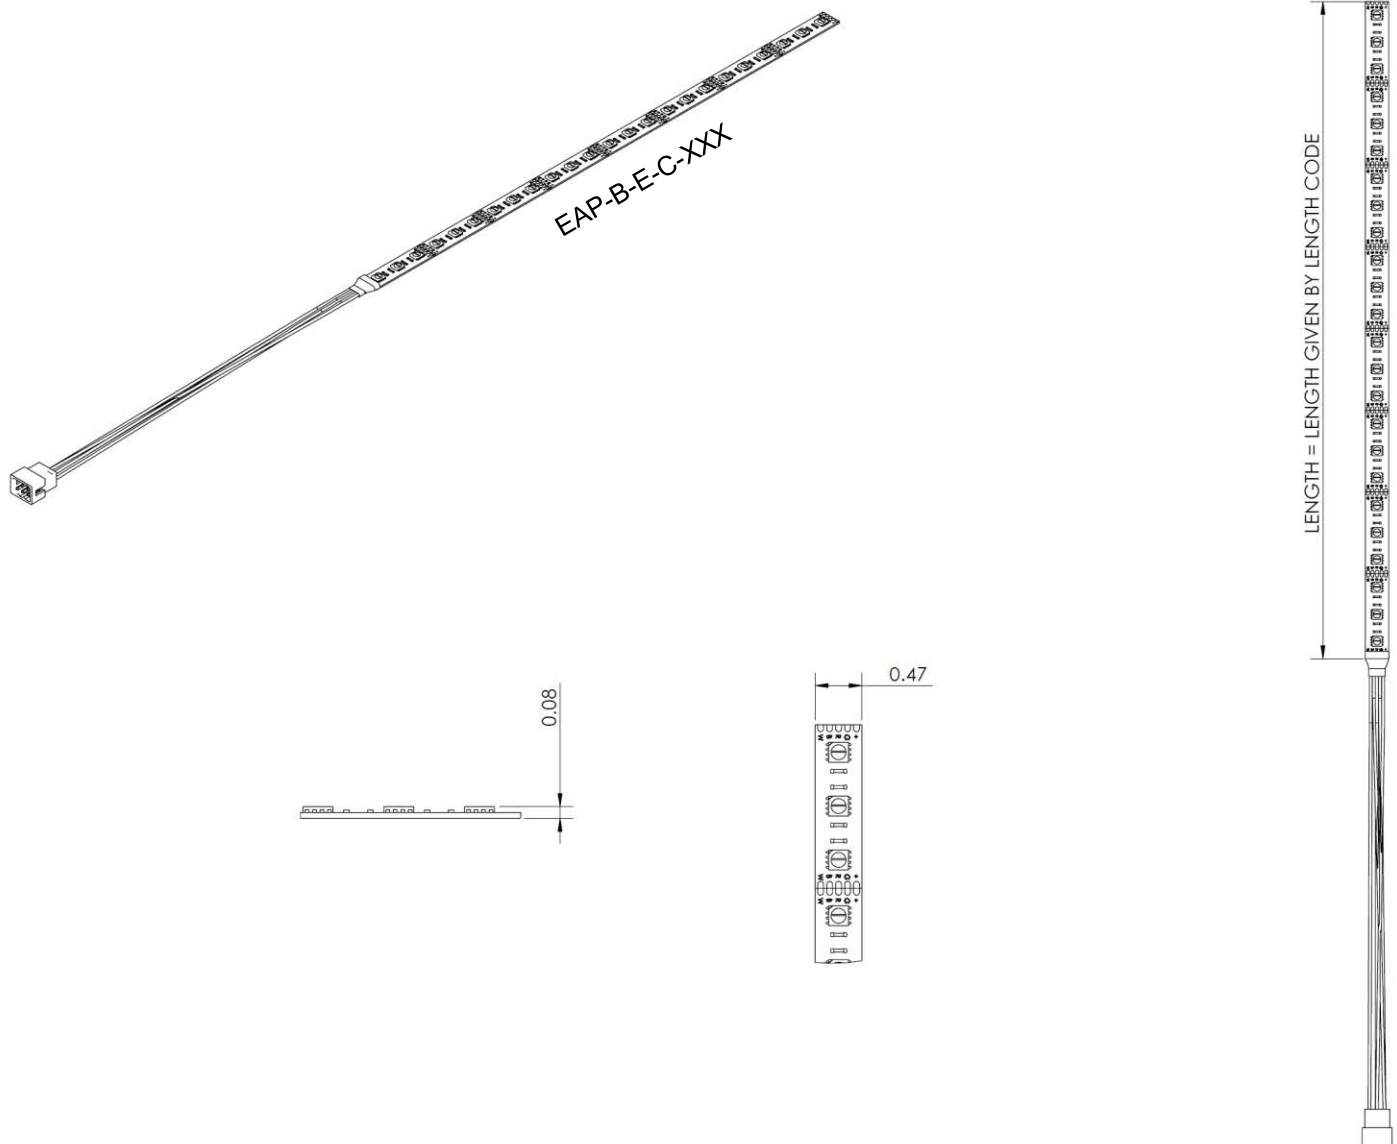 EAP-B-E-C-XXX
LENGTH = LENGTH GIVEN BY LENGTH CODE
0.08
0.47
W B R G +
W B R G +
W B R G +